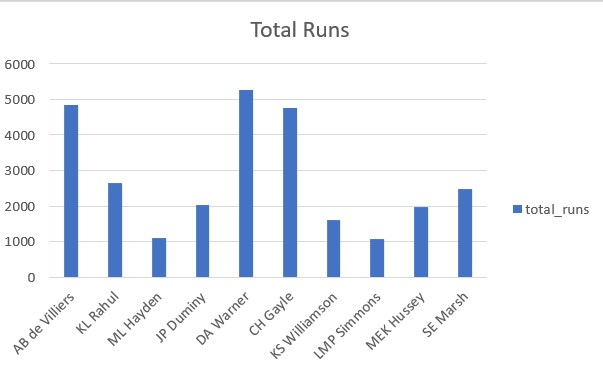 Total Runs
6000
5000
4000
3000
2000
1000
0
total_runs
AB de Villiers
KL Rahul
ML Hayden
JP Duminy
DA Warner
CH Gayle
KS Williamson
LMP Simmons
MEK Hussey
SE Marsh